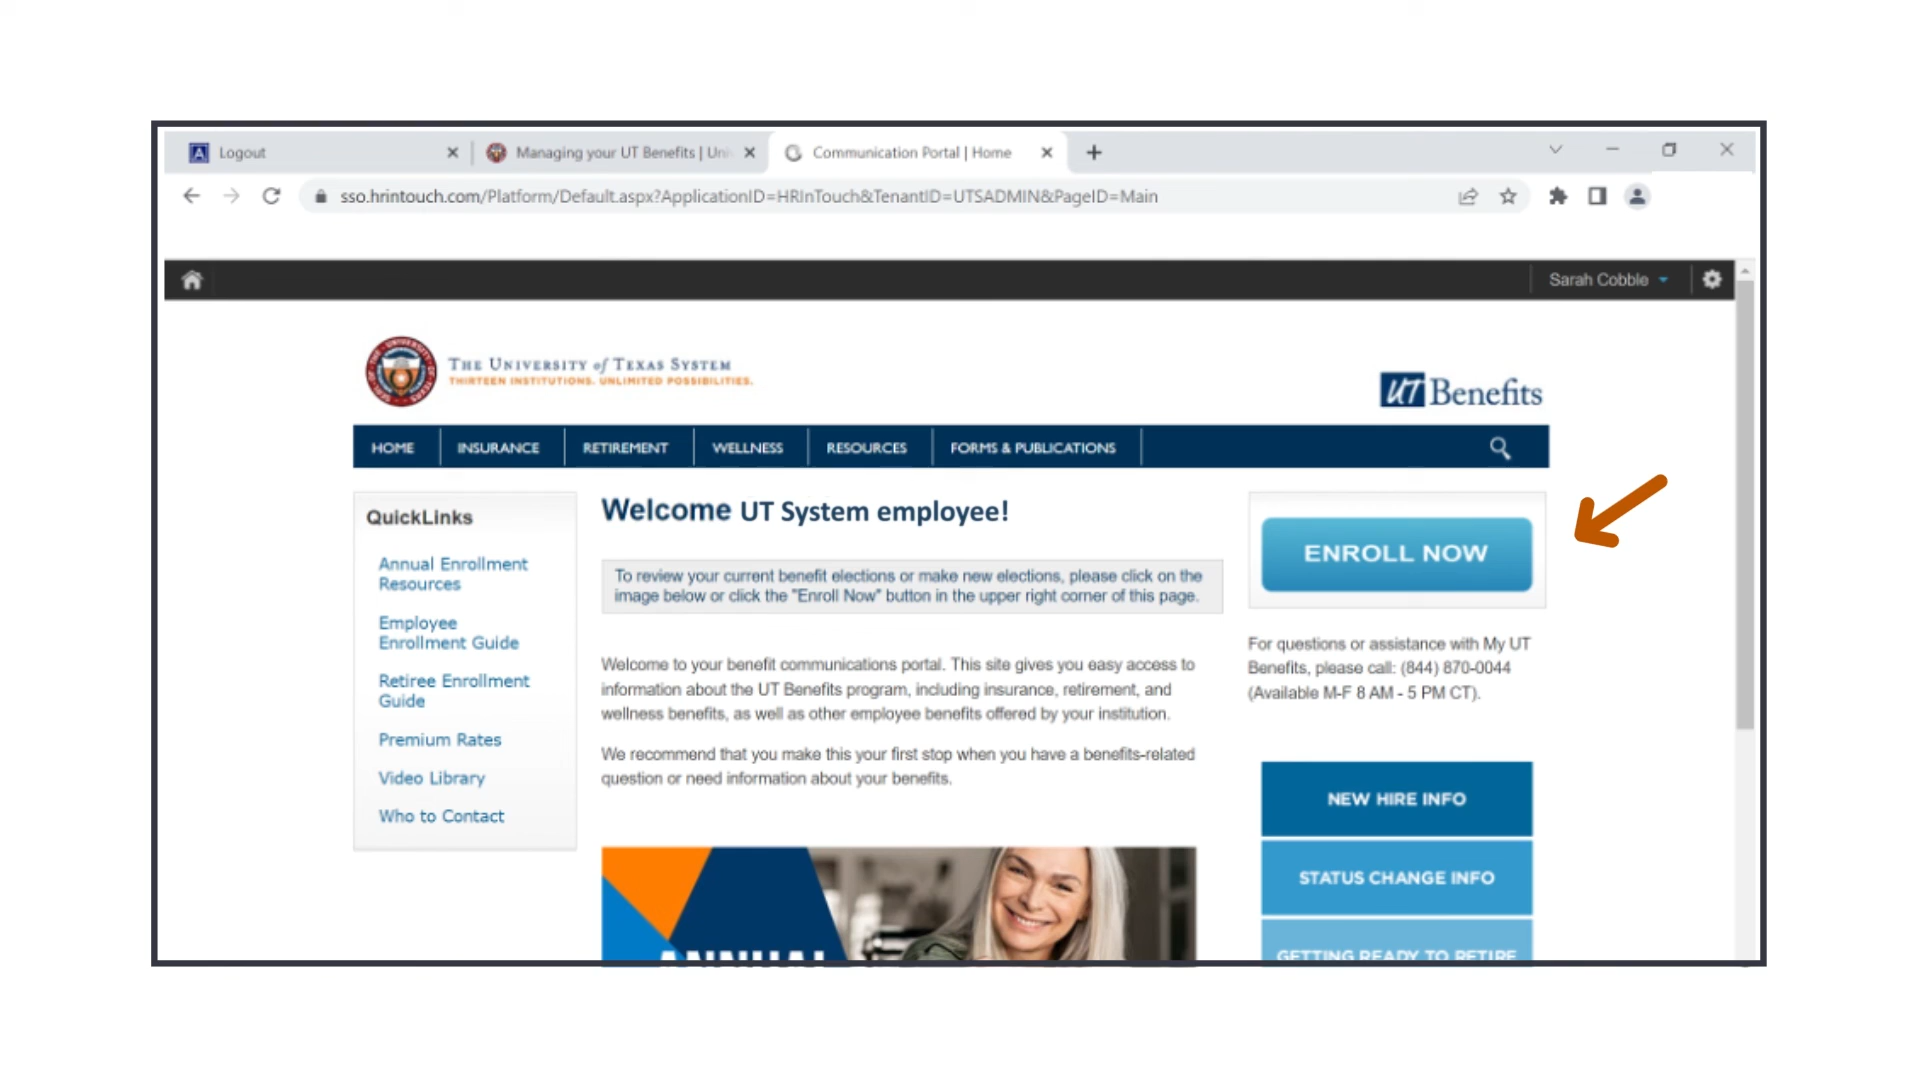 Logout
Managing your UT Benefits | Uni
Communication Portal | Home
sso.hrintouch.com/Platform/Default.aspx?ApplicationID=HRInTouch&TenantID=UTSADMIN&PageID=Main
Sarah Cobble
THE UNIVERSITY of TEXAS SYSTEM
THIRTEEN INSTITUTIONS. UNLIMITED POSSIBILITIES.
UT Benefits
HOME
INSURANCE
RETIREMENT
WELLNESS
RESOURCES
FORMS & PUBLICATIONS
QuickLinks
Annual Enrollment
Resources
Employee
Enrollment Guide
Retiree Enrollment
Guide
Premium Rates
Video Library
Who to Contact
Welcome UT System employee!
To review your current benefit elections or make new elections, please click on the
image below or click the "Enroll Now" button in the upper right corner of this page.
Welcome to your benefit communications portal. This site gives you easy access to
information about the UT Benefits program, including insurance, retirement, and
wellness benefits, as well as other employee benefits offered by your institution.
We recommend that you make this your first stop when you have a benefits-related
question or need information about your benefits.
ANNUAL
ENROLL NOW
For questions or assistance with My UT
Benefits, please call: (844) 870-0044
(Available M-F 8 AM - 5 PM CT).
NEW HIRE INFO
STATUS CHANGE INFO
GETTING READY TO RETIRE